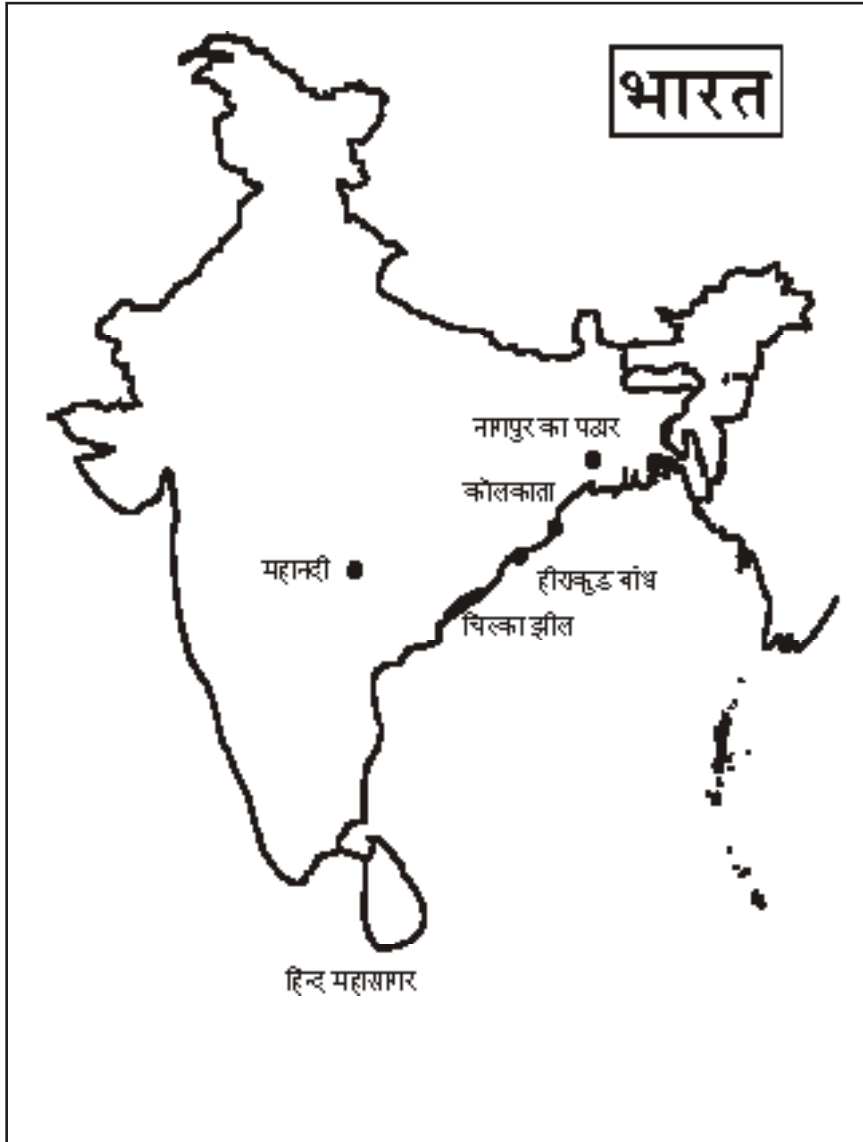 भारत
नागपुर का पठार
कोलकाता
महानदी
हीराकुड बांध
चिल्का झील
हिन्द महासागर